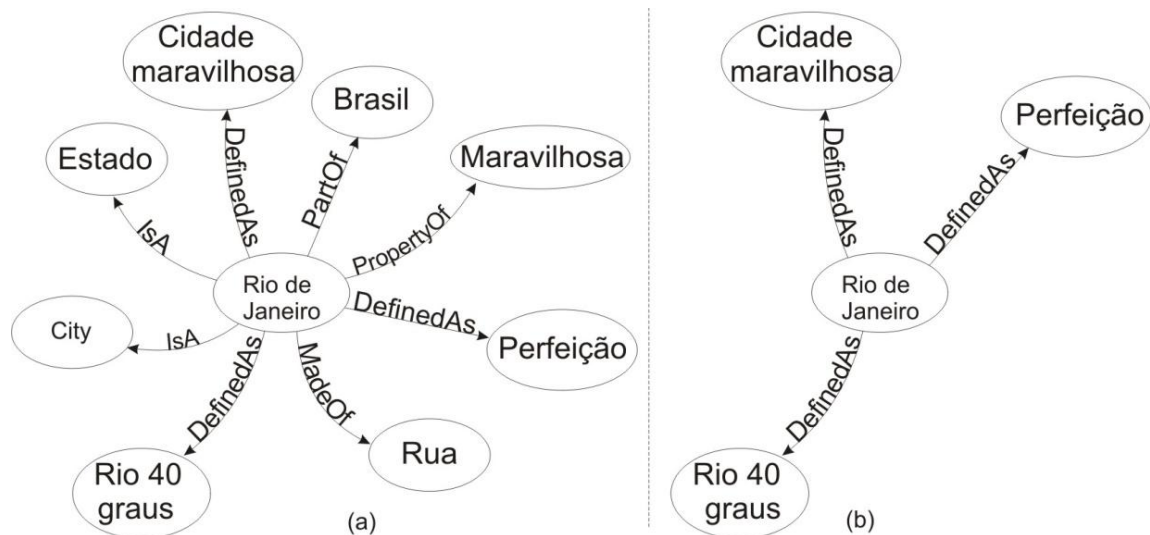 Cidade
maravilhosa
DefinedAs
Brasil
PartOf
Estado
IsA
Maravilhosa
PropertyOf
Rio de
Janeiro
DefinedAs
Perfeição
City
IsA
DefinedAs
Rio 40
graus
MadeOf
Rua
(a)
Cidade
maravilhosa
DefinedAs
Perfeição
DefinedAs
Rio de
Janeiro
DefinedAs
Rio 40
graus
(b)